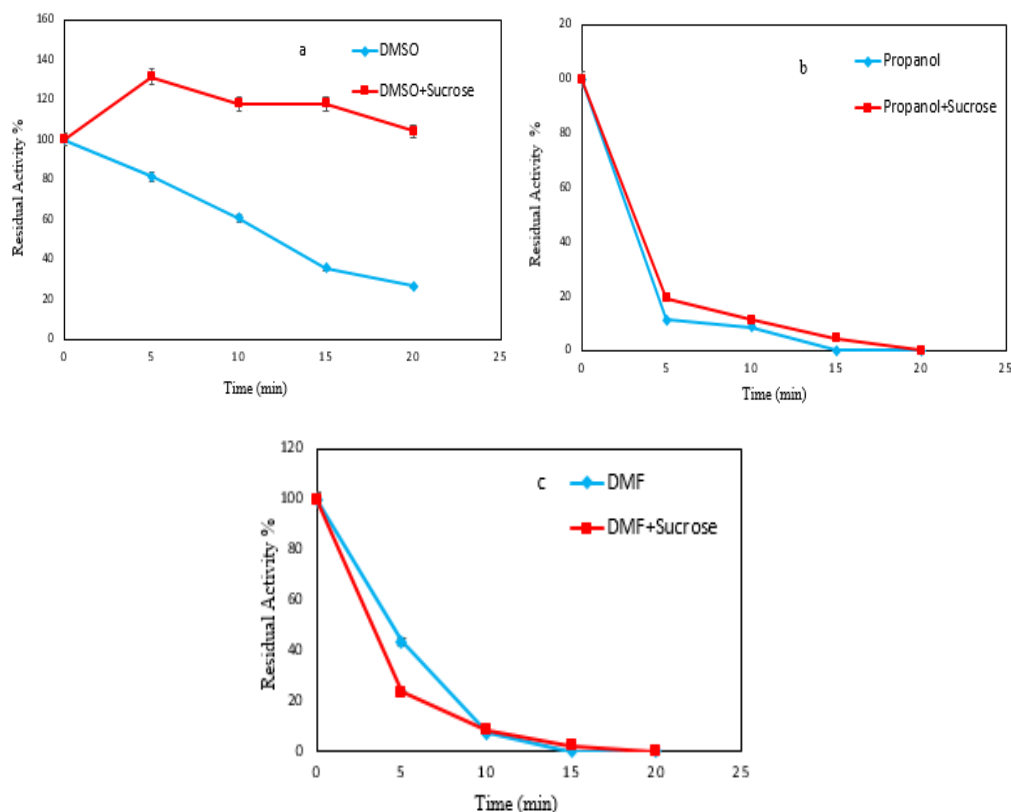 160
140
120
100
80
60
40
20
0
Residual Activity %
a
DMSO
DMSO+Sucrose
0 5 10 15 20 25
Time (min)
20
00
80
60
40
20
0
Residual Activity %
b
Propanol
Propanol+Sucrose
0 5 10 15 20 25
Time (min)
120
100
80
60
40
20
0
Residual Activity %
c
DMF
DMF+Sucrose
0 5 10 15 20 25
Time (min)